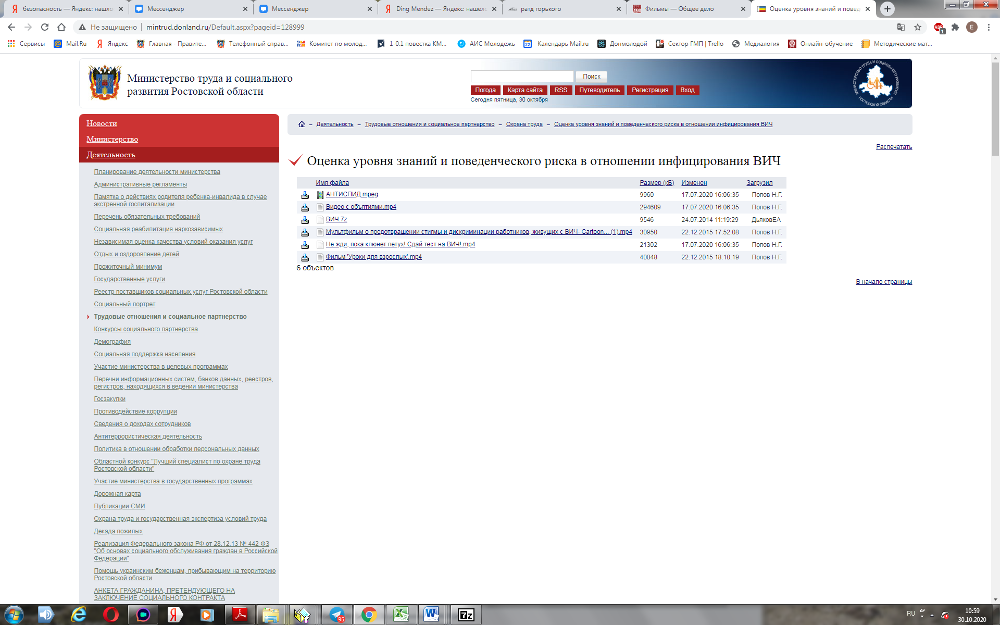 безопасность — Яндекс: нашло
Мессенджер
Мессенджер
Ding Mendez — Яндекс: нашёлс
ратд горького
Фильмы — Общее дело
Оценка уровня знаний и повед
Не защищено
mintrud.donland.ru/Default.aspx?pageid=128999
Сервисы
Mail.Ru
Яндекс
Главная - Правите...
Телефонный справ...
Комитет по молод...
1-0.1 повестка КМ...
АИС Молодежь
Календарь Mail.ru
Донмолодой
Сектор ГМП | Trello
Медиалогия
Онлайн-обучение
Методические мат...
Министерство труда и социального
развития Ростовской области
Поиск
Погода
Карта сайта
RSS
Путеводитель
Регистрация
Вход
Сегодня пятница, 30 октября
МИНИСТЕРСТВО ТРУДА И СОЦИАЛЬНОГО РАЗВИТИЯ
РОСТОВСКОЙ ОБЛАСТИ
Новости
Министерство
Деятельность
Планирование деятельности министерства
Административные регламенты
Памятка о действиях родителя ребенка-инвалида в случае
экстренной госпитализации
Перечень обязательных требований
Социальная реабилитация наркозависимых
Независимая оценка качества условий оказания услуг
Отдых и оздоровление детей
Прожиточный минимум
Государственные услуги
Реестр поставщиков социальных услуг Ростовской области
Социальный портрет
Трудовые отношения и социальное партнерство
Конкурсы социального партнерства
Демография
Социальная поддержка населения
Участие министерства в целевых программах
Перечни информационных систем, банков данных, реестров,
регистров, находящихся в ведении министерства
Госзакупки
Противодействие коррупции
Сведения о доходах сотрудников
Антитеррористическая деятельность
Политика в отношении обработки персональных данных
Областной конкурс "Лучший специалист по охране труда
Ростовской области"
Участие министерства в государственных программах
Дорожная карта
Публикации СМИ
Охрана труда и государственная экспертиза условий труда
Декада пожилых
Реализация Федерального закона РФ от 28.12.13 № 442-ФЗ
"Об основах социального обслуживания граждан в Российской
Федерации"
Помощь украинским беженцам, прибывающим на территорию
Ростовской области
АНКЕТА ГРАЖДАНИНА, ПРЕТЕНДУЮЩЕГО НА
ЗАКЛЮЧЕНИЕ СОЦИАЛЬНОГО КОНТРАКТА
– Деятельность – Трудовые отношения и социальное партнерство – Охрана труда – Оценка уровня знаний и поведенческого риска в отношении инфицирования ВИЧ
Распечатать
Оценка уровня знаний и поведенческого риска в отношении инфицирования ВИЧ
Имя файла Размер (кБ) Изменен Загрузил
АНТИСПИД.mpeg 9960 17.07.2020 16:06:35 Попов Н.Г.
Видео с объятиями.mp4 294609 17.07.2020 16:06:35 Попов Н.Г.
ВИЧ.7z 9546 24.07.2014 11:19:29 ДьяковЕА
Мультфильм о предотвращении стигмы и дискриминации работников, живущих с ВИЧ- Cartoon... (1).mp4 30950 22.12.2015 17:52:08 Попов Н.Г.
Не жди, пока клюнет петух! Сдай тест на ВИЧ!.mp4 21302 17.07.2020 16:06:35 Попов Н.Г.
Фильм 'Уроки для взрослых'.mp4 40048 22.12.2015 18:10:19 Попов Н.Г.
6 объектов
В начало страницы
96
7z
RU
10:59
30.10.2020